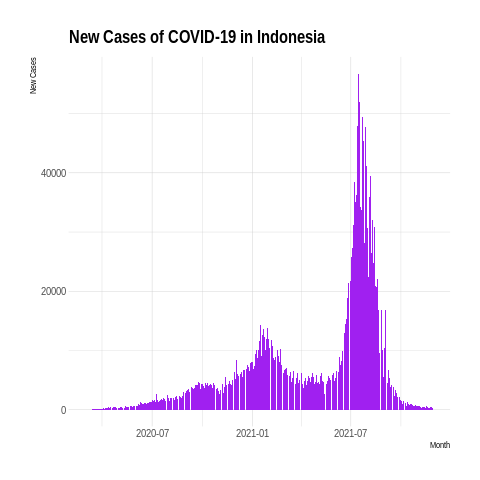 New Cases of COVID-19 in Indonesia
New Cases
40000
20000
0
2020-07
2021-01
2021-07
Month